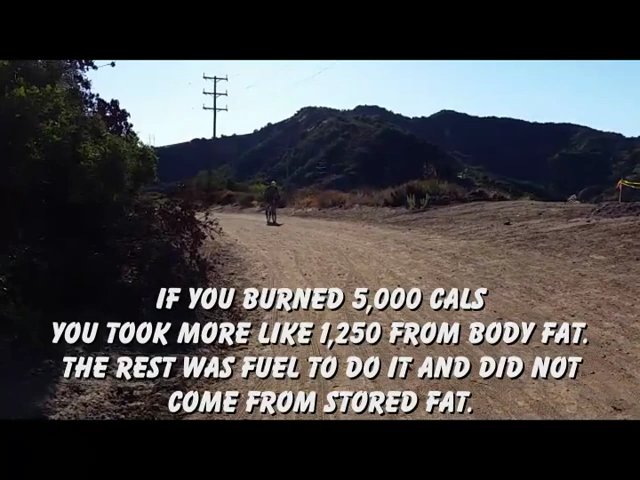 IF YOU BURNED 5,000 CALS
YOU TOOK MORE LIKE 1,250 FROM BODY FAT.
THE REST WAS FUEL TO DO IT AND DID NOT
COME FROM STORED FAT.